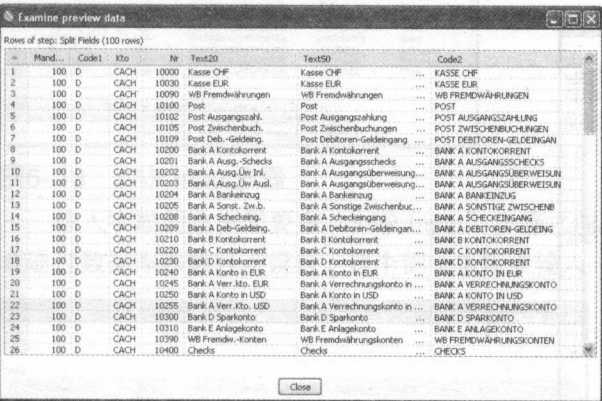 Examine preview data
Rows of step: Split Fields (100 rows)
Mand... Code1 Kto Nr Text20 Text50 Code2
1 100 D CACH 10000 Kasse CHF Kasse CHF ... KASSE CHF
2 100 D CACH 10030 Kasse EUR Kasse EUR ... KASSE EUR
3 100 D CACH 10090 WB Fremdwährungen WB Fremdwährungen ... WB FREMDWÄHRUNGEN
4 100 D CACH 10100 Post Post ... POST
5 100 D CACH 10102 Post Ausgangszahl. Post Ausgangszahlung ... POST AUSGANGSZAHLUNG
6 100 D CACH 10105 Post Zwischenbuch. Post Zwischenbuchungen ... POST ZWISCHENBUCHUNGEN
7 100 D CACH 10109 Post Deb.-Geldeing. Post Debitoren-Geldeingang ... POST DEBITOREN-GELDEINGAN
8 100 D CACH 10200 Bank A Kontokorrent Bank A Kontokorrent ... BANK A KONTOKORRENT
9 100 D CACH 10201 Bank A Ausg.-Schecks Bank A Ausgangsschecks ... BANK A AUSGANGSSCHECKS
10 100 D CACH 10202 Bank A Ausg.Üw Inl. Bank A Ausgangsüberweisung... BANK A AUSGANGSÜBERWEISUN
11 100 D CACH 10203 Bank A Ausg.Üw Ausl. Bank A Ausgangsüberweisung... BANK A AUSGANGSÜBERWEISUN
12 100 D CACH 10204 Bank A Bankeinzug Bank A Bankeinzug ... BANK A BANKEINZUG
13 100 D CACH 10205 Bank A Sonst. Zw.b. Bank A Sonstige Zwischenbuc... BANK A SONSTIGE ZWISCHENB
14 100 D CACH 10208 Bank A Scheckeing. Bank A Scheckeingang ... BANK A SCHECKEINGANG
15 100 D CACH 10209 Bank A Deb-Geldeing. Bank A Debitoren-Geldeingan... BANK A DEBITOREN-GELDEING
16 100 D CACH 10210 Bank B Kontokorrent Bank B Kontokorrent ... BANK B KONTOKORRENT
17 100 D CACH 10220 Bank C Kontokorrent Bank C Kontokorrent ... BANK C KONTOKORRENT
18 100 D CACH 10230 Bank D Kontokorrent Bank D Kontokorrent ... BANK D KONTOKORRENT
19 100 D CACH 10240 Bank A Konto in EUR Bank A Konto in EUR ... BANK A KONTO IN EUR
20 100 D CACH 10245 Bank A Verr.kto. EUR Bank A Verrechnungskonto in ... BANK A VERRECHNUNGSKONTO
21 100 D CACH 10250 Bank A Konto in USD Bank A Konto in USD ... BANK A KONTO IN USD
22 100 D CACH 10255 Bank A Verr.Kto. USD Bank A Verrechnungskonto in ... BANK A VERRECHNUNGSKONTO
23 100 D CACH 10300 Bank D Sparkonto Bank D Sparkonto ... BANK D SPARKONTO
24 100 D CACH 10310 Bank E Anlagekonto Bank E Anlagekonto ... BANK E ANLAGEKONTO
25 100 D CACH 10390 WB Fremdw.-Konten WB Fremdwährungskonten ... WB FREMDWÄHRUNGSKONTEN
26 100 D CACH 10400 Checks Checks ... CHECKS
Close